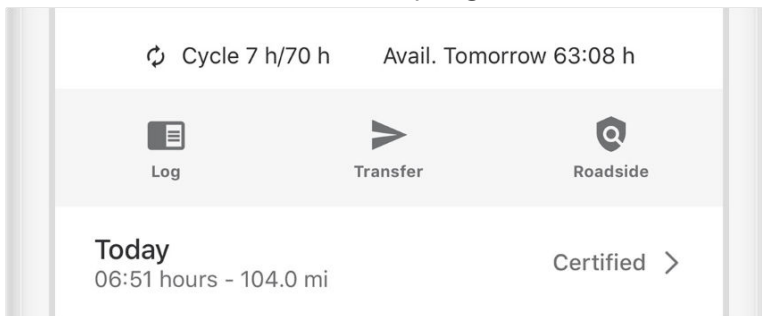 Cycle 7 h/70 h Avail. Tomorrow 63:08 h
Log Transfer Roadside
Today
Certified
06:51 hours - 104.0 mi